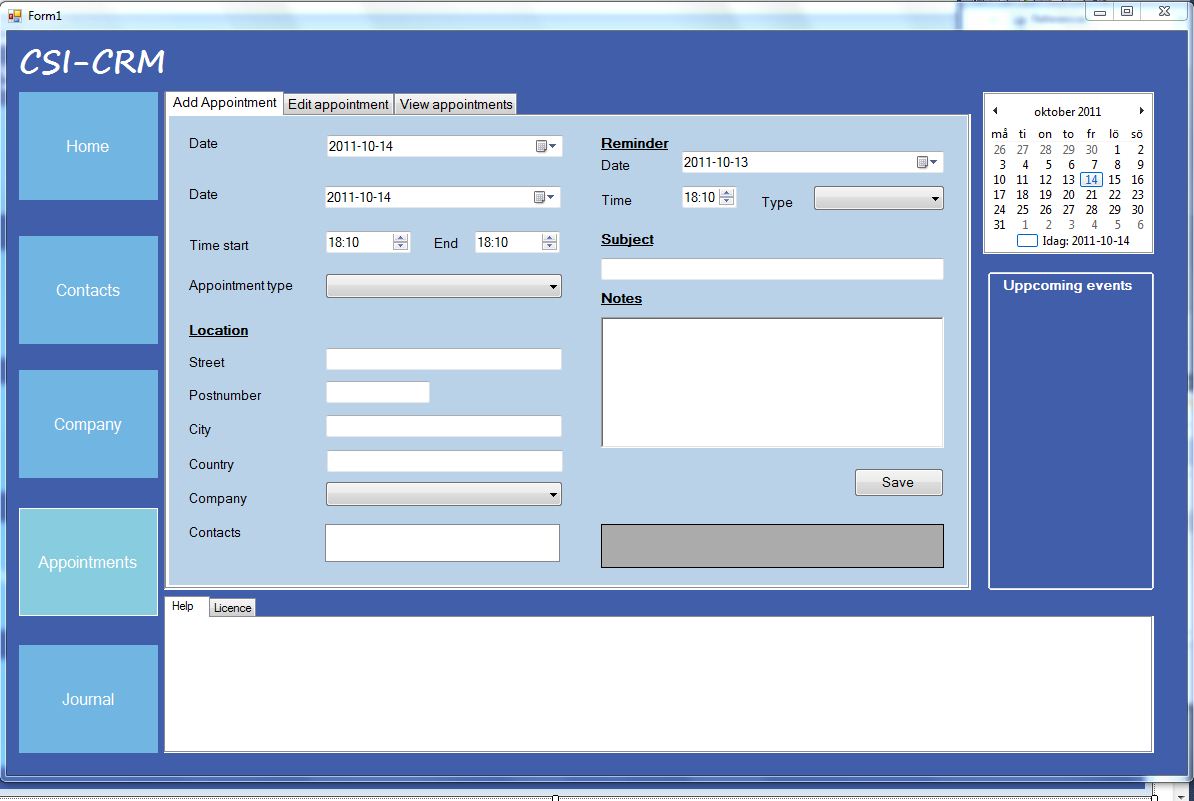 Form1
CSI-CRM
Home
Contacts
Company
Appointments
Journal
Add Appointment Edit appointment View appointments
Date 2011-10-14
Date 2011-10-14
Time start 18:10 End 18:10
Appointment type
Location
Street
Postnumber
City
Country
Company
Contacts
Reminder
Date 2011-10-13
Time 18:10 Type
Subject
Notes
Save
oktober 2011
må ti on to fr lö sö
26 27 28 29 30 1 2
3 4 5 6 7 8 9
10 11 12 13 14 15 16
17 18 19 20 21 22 23
24 25 26 27 28 29 30
31 1 2 3 4 5 6
Idag: 2011-10-14
Uppcoming events
Help Licence